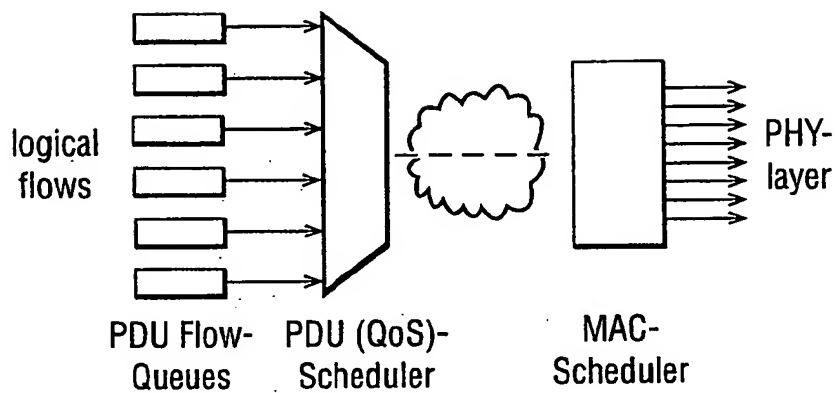 logical
flows
PHY-
layer
PDU Flow-
Queues
PDU (QoS)-
Scheduler
MAC-
Scheduler